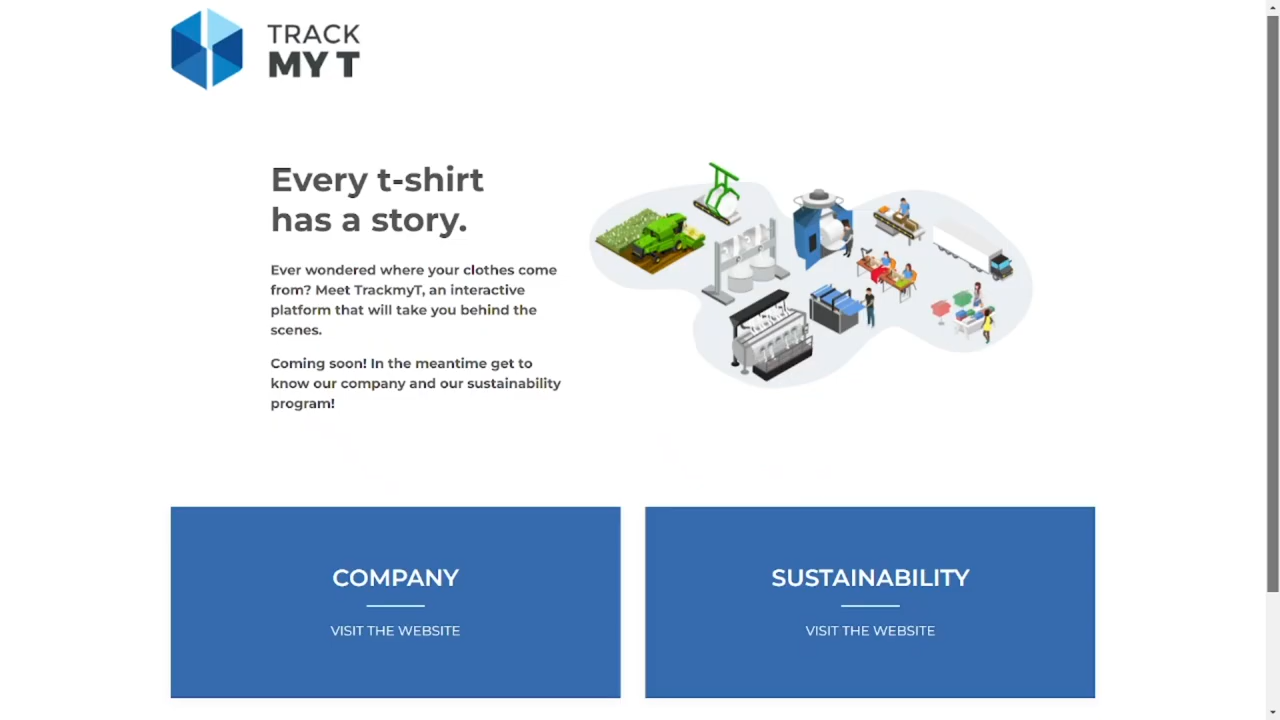 TRACK
MY T
Every t-shirt
has a story.
Ever wondered where your clothes come
from? Meet TrackmyT, an interactive
platform that will take you behind the
scenes.
Coming soon! In the meantime get to
know our company and our sustainability
program!
COMPANY
VISIT THE WEBSITE
SUSTAINABILITY
VISIT THE WEBSITE